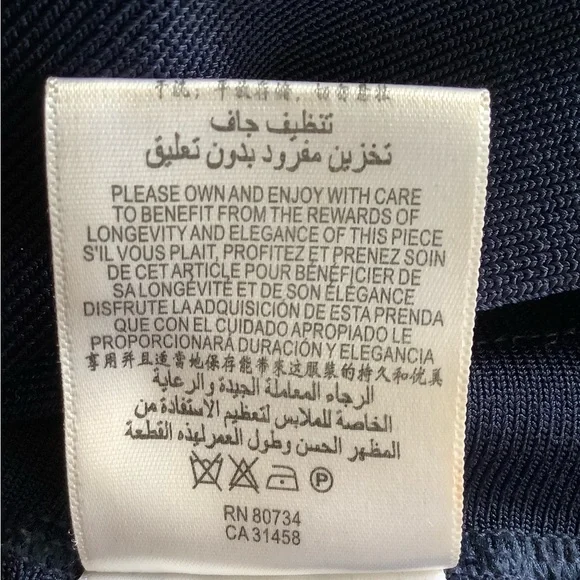 تنظيف جاف
تخزين مفرود بدون تعليق
PLEASE OWN AND ENJOY WITH CARE
TO BENEFIT FROM THE REWARDS OF
LONGEVITY AND ELEGANCE OF THIS PIECE
S'IL VOUS PLAIT, PROFITEZ ET PRENEZ SOIN
DE CET ARTICLE POUR BÉNÉFICIER DE
SA LONGÉVITÉ ET DE SON ÉLÉGANCE
DISFRUTE LA ADQUISICIÓN DE ESTA PRENDA
QUE CON EL CUIDADO APROPIADO LE
PROPORCIONARÁ DURACIÓN Y ELEGANCIA
享用并且适当地保存能带来这服装的持久和优真
الرجاء المعاملة الجيدة والرعاية
الخاصة للملابس لتعظيم الاستفادة من
المظهر الحسن وطول العمر لهذه القطعة
P
RN 80734
CA 31458